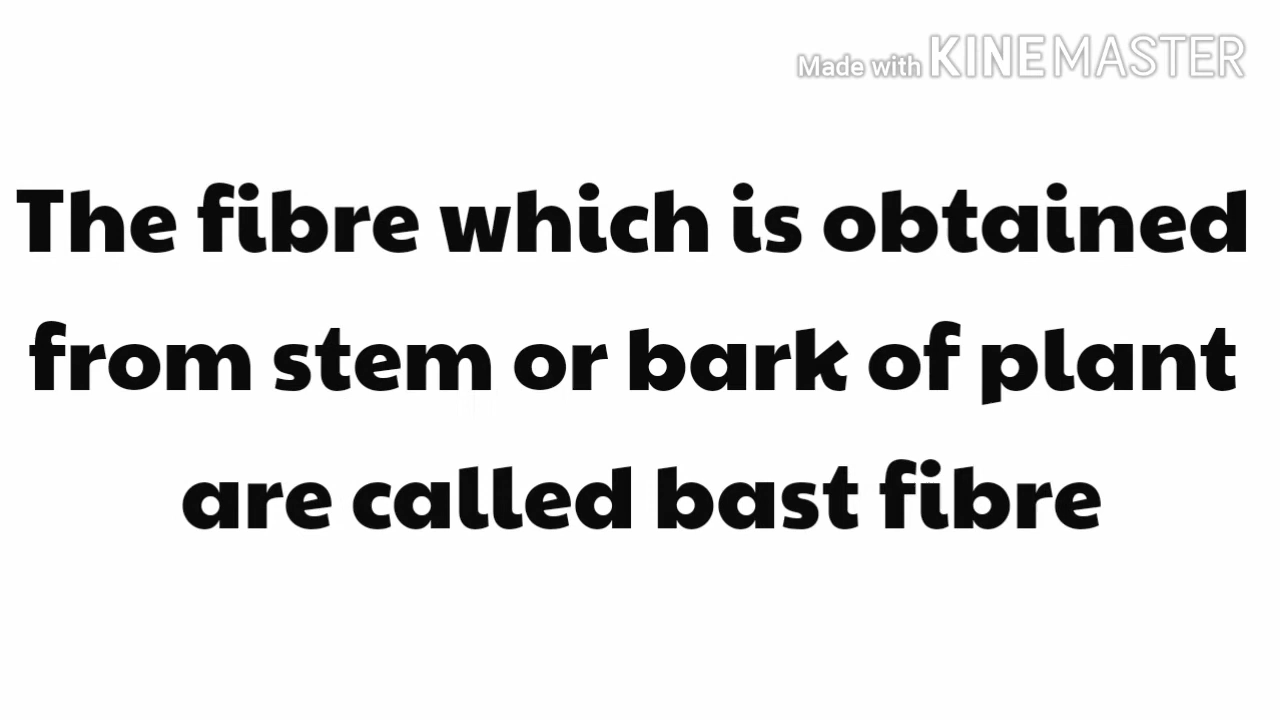 Made with KINEMASTER
The fibre which is obtained
from stem or bark of plant
are called bast fibre